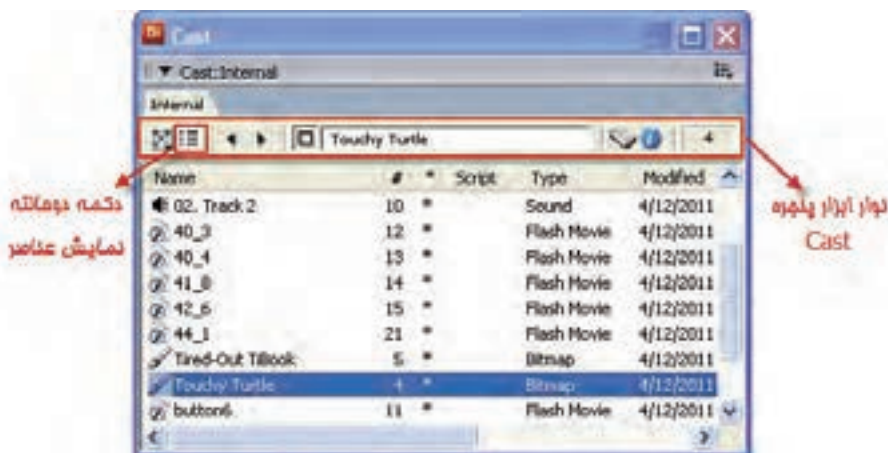 Cast
Cast:Internal
Internal
Touchy Turtle 4
Name # * Script Type Modified
02. Track 2 10 * Sound 4/12/2011
40_3 12 * Flash Movie 4/12/2011
40_4 13 * Flash Movie 4/12/2011
41_8 14 * Flash Movie 4/12/2011
42_6 15 * Flash Movie 4/12/2011
44_1 21 * Flash Movie 4/12/2011
Tired-Out TiBook 5 * Bitmap 4/12/2011
Touchy Turtle 4 * Bitmap 4/12/2011
button6 11 * Flash Movie 4/12/2011
نوار ابزار پنجره
Cast
دکمه دوحالته
نمایش عناصر